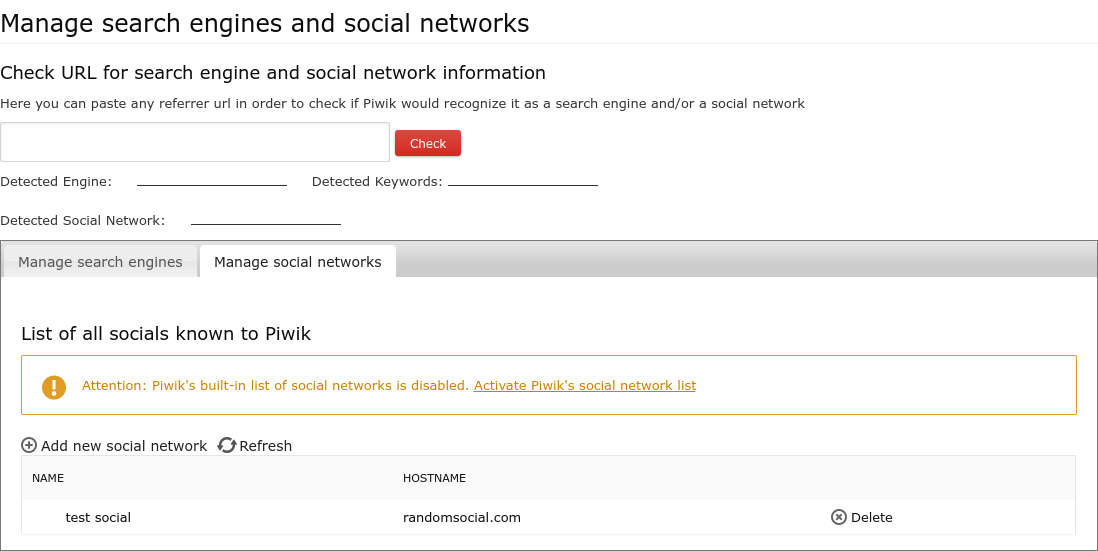 Manage search engines and social networks
Check URL for search engine and social network information
Here you can paste any referrer url in order to check if Piwik would recognize it as a search engine and/or a social network
Check
Detected Engine: Detected Keywords:
Detected Social Network:
Manage search engines Manage social networks
List of all socials known to Piwik
Attention: Piwik's built-in list of social networks is disabled. Activate Piwik's social network list
Add new social network Refresh
NAME HOSTNAME
test social randomsocial.com Delete